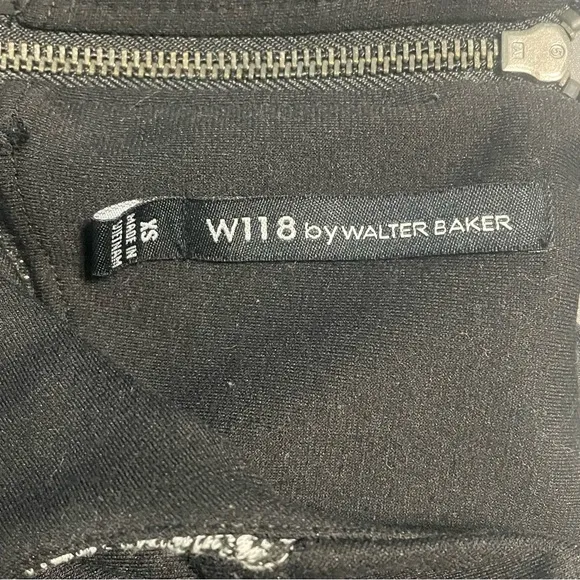 W118 by WALTER BAKER
XS
MADE IN
VIETNAM